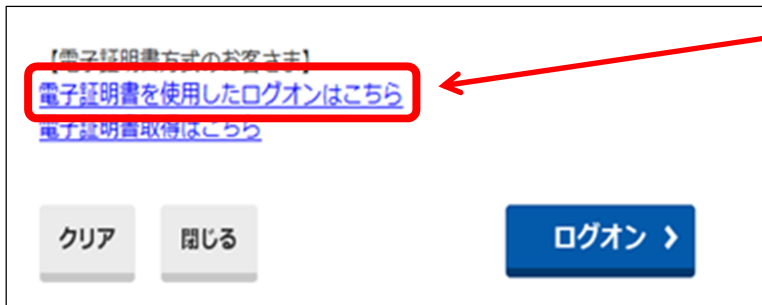 【電子証明書方式のお客さま】
電子証明書を使用したログオンはこちら
電子証明書取得はこちら
クリア
閉じる
ログオン